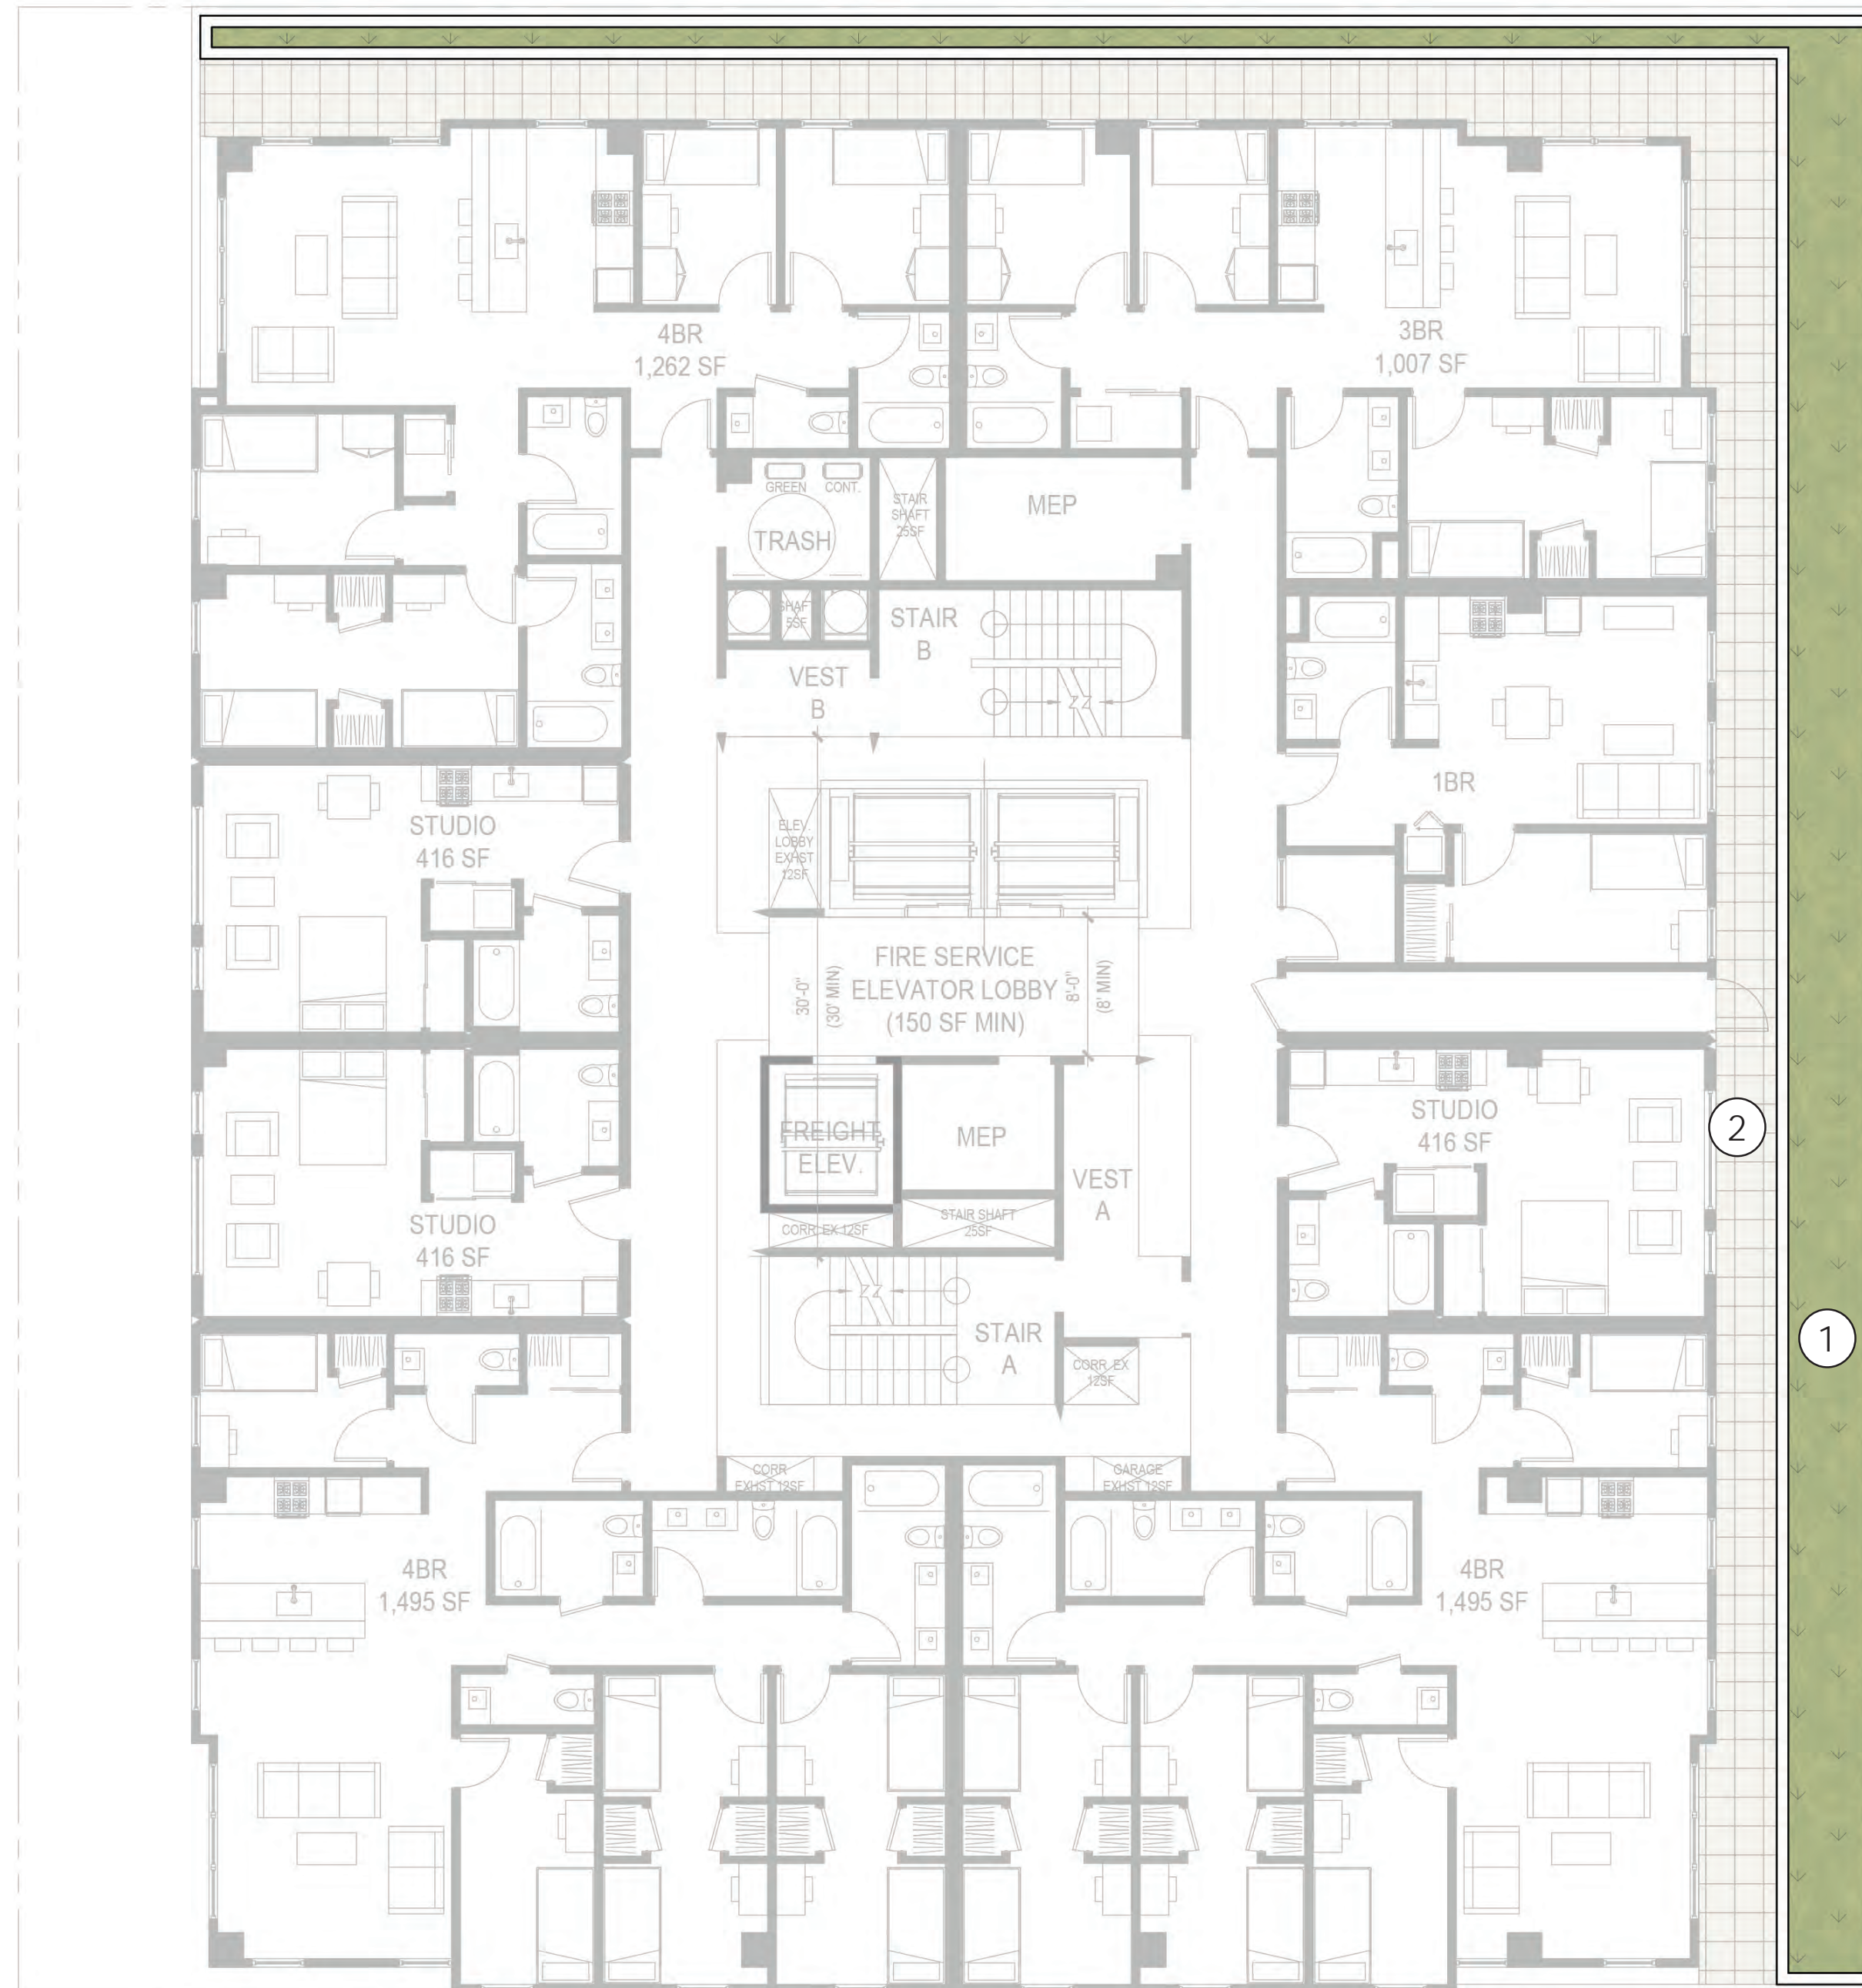 4BR
1,262 SF
3BR
1,007 SF
GREEN
CONT.
TRASH
STAIR
SHAFT
25SF
MEP
SHAFT
5SF
STAIR
B
VEST
B
1BR
STUDIO
416 SF
ELEV.
LOBBY
EXHST
12SF
FIRE SERVICE
ELEVATOR LOBBY
(150 SF MIN)
30'-0"
(30' MIN)
8'-0"
(8' MIN)
FREIGHT
ELEV.
MEP
VEST
A
STUDIO
416 SF
2
STUDIO
416 SF
CORR. EX 12SF
STAIR SHAFT
25SF
STAIR
A
CORR. EX
12SF
1
CORR
EXHST 12SF
GARAGE
EXHST 12SF
4BR
1,495 SF
4BR
1,495 SF